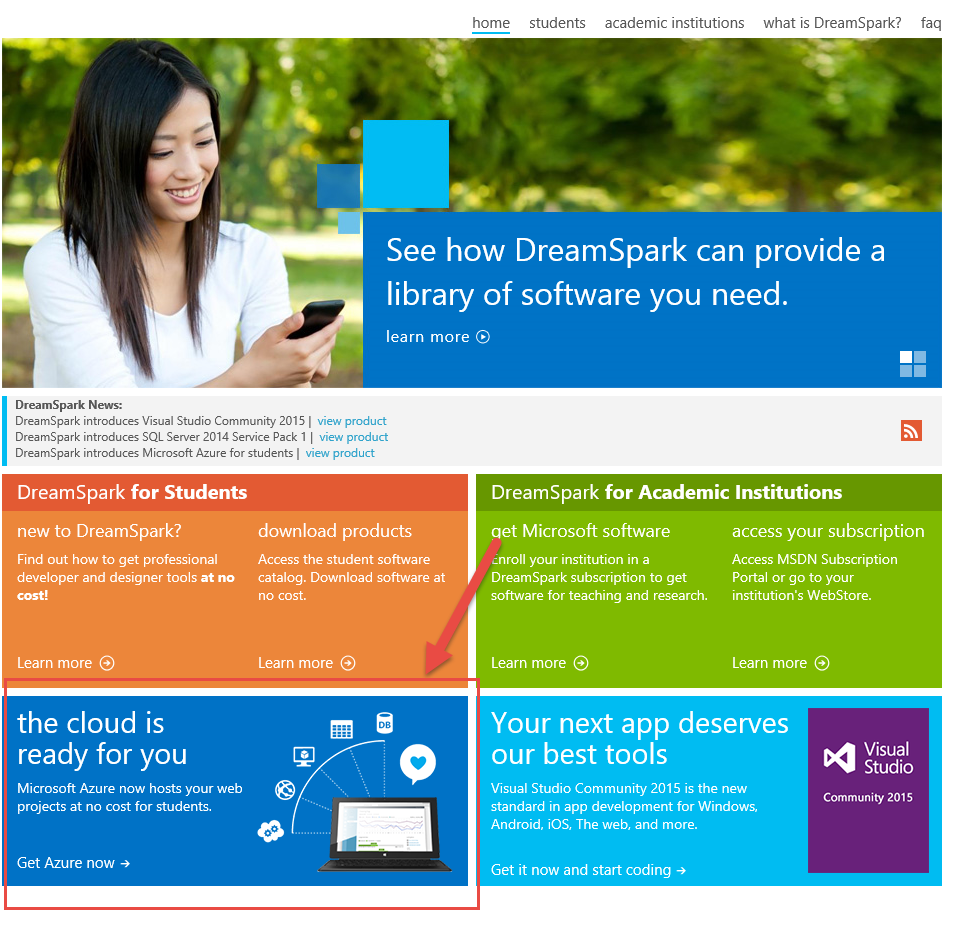 home students academic institutions what is DreamSpark? faq
See how DreamSpark can provide a
library of software you need.
learn more
DreamSpark News:
DreamSpark introduces Visual Studio Community 2015 | view product
DreamSpark introduces SQL Server 2014 Service Pack 1 | view product
DreamSpark introduces Microsoft Azure for students | view product
DreamSpark for Students
new to DreamSpark?
Find out how to get professional
developer and designer tools at no
cost!
Learn more
download products
Access the student software
catalog. Download software at
no cost.
Learn more
DreamSpark for Academic Institutions
get Microsoft software
Enroll your institution in a
DreamSpark subscription to get
software for teaching and research.
Learn more
access your subscription
Access MSDN Subscription
Portal or go to your
institution's WebStore.
Learn more
the cloud is
ready for you
Microsoft Azure now hosts your web
projects at no cost for students.
Get Azure now
DB
Your next app deserves
our best tools
Visual Studio Community 2015 is the new
standard in app development for Windows,
Android, iOS, The web, and more.
Get it now and start coding
Visual
Studio
Community 2015